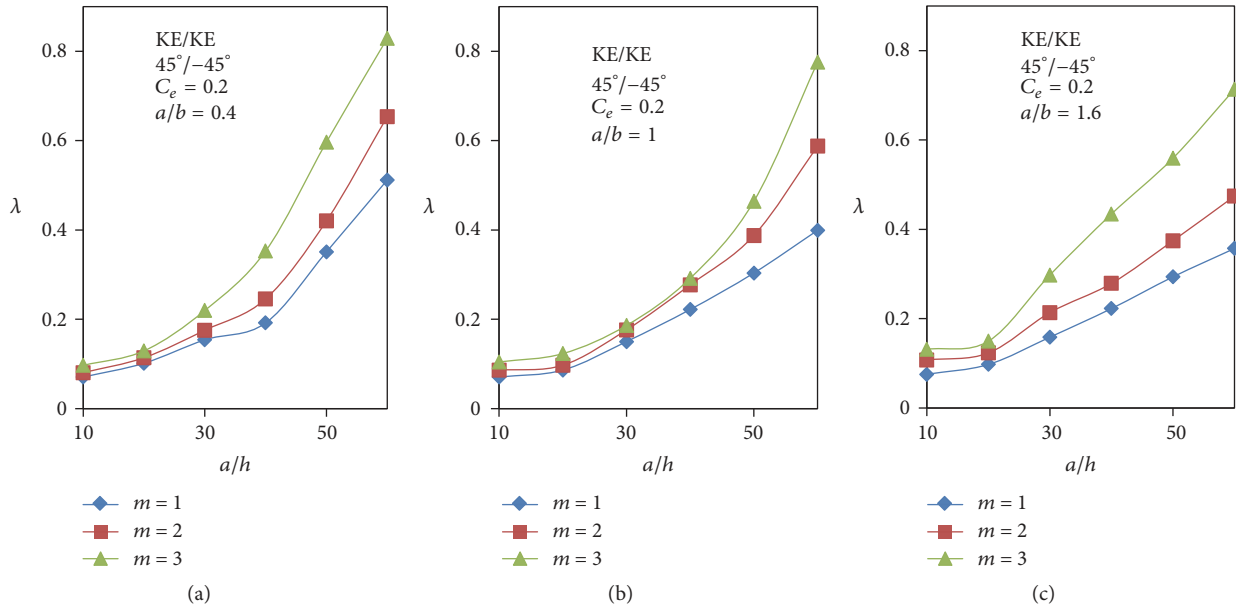 0.8
0.6
0.4
0.2
0
λ
KE/KE
45°/−45°
C_e = 0.2
a/b = 0.4
10
30
50
a/h
m = 1
m = 2
m = 3
(a)
0.8
0.6
0.4
0.2
0
λ
KE/KE
45°/−45°
C_e = 0.2
a/b = 1
10
30
50
a/h
m = 1
m = 2
m = 3
(b)
0.8
0.6
0.4
0.2
0
λ
KE/KE
45°/−45°
C_e = 0.2
a/b = 1.6
10
30
50
a/h
m = 1
m = 2
m = 3
(c)